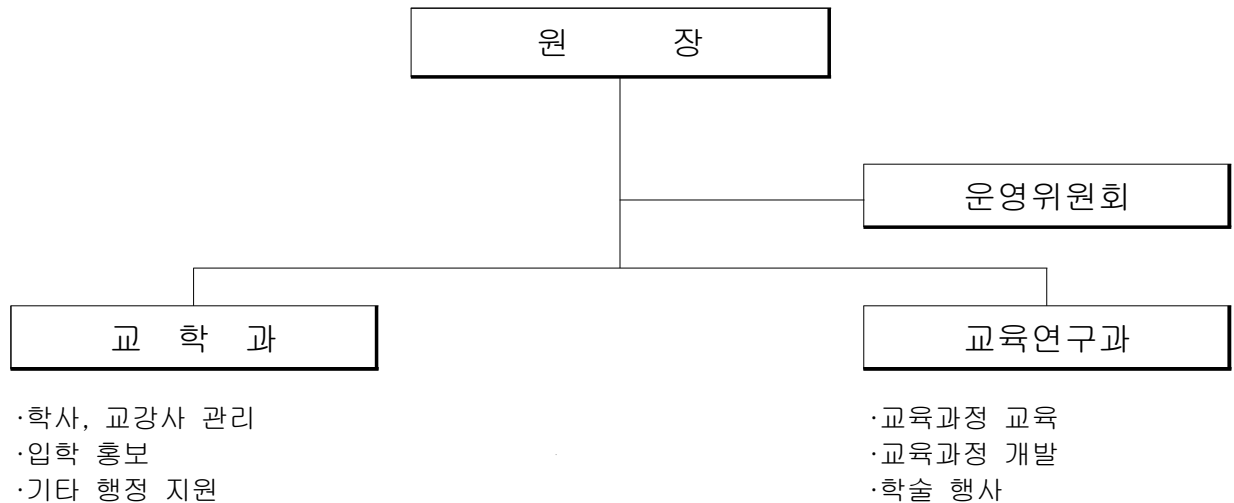 원 장
운영위원회
교 학 과
교육연구과
·학사, 교강사 관리
·입학 홍보
·기타 행정 지원
·교육과정 교육
·교육과정 개발
·학술 행사